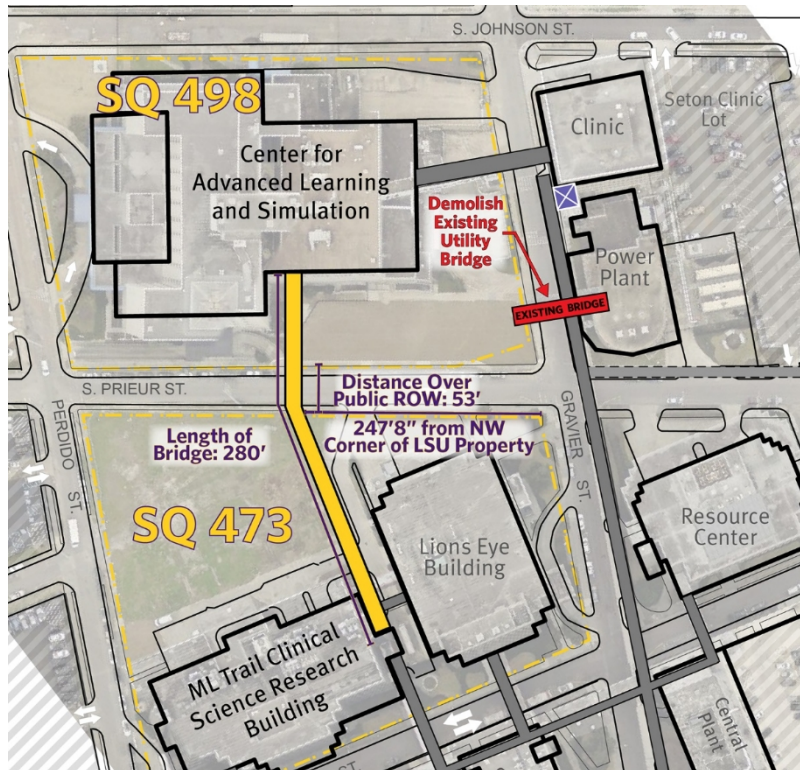 S. JOHNSON ST.
SQ 498
Clinic
Seton Clinic
Lot
Center for
Advanced Learning
and Simulation
Demolish
Existing
Utility
Bridge
Power
Plant
EXISTING BRIDGE
S. PRIEUR ST.
Distance Over
Public ROW: 53'
PERDIDO
ST.
GRAVIER
ST.
Length of
Bridge: 280'
247'8" from NW
Corner of LSU Property
SQ 473
Lions Eye
Building
Resource
Center
ML Trail Clinical
Science Research
Building
Central
Plant
ST.